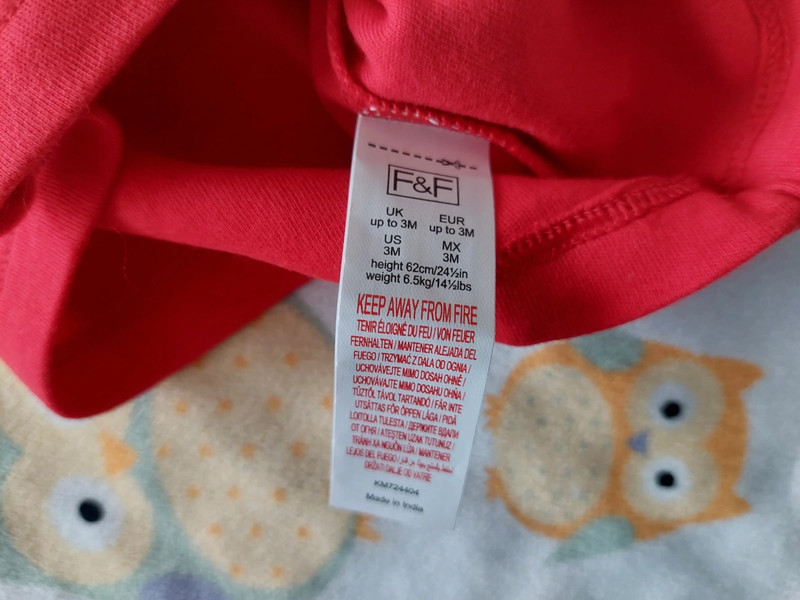 F&F
UK
up to 3M
EUR
up to 3M
US
3M
MX
3M
height 62cm/24½in
weight 6.5kg/14½lbs
KEEP AWAY FROM FIRE
TENIR ÉLOIGNÉ DU FEU / VON FEUER
FERNHALTEN / MANTENER ALEJADA DEL
FUEGO / TRZYMAĆ Z DALA OD OGNIA /
UCHOVÁVEJTE MIMO DOSAH OHNĚ /
UCHOVÁVAJTE MIMO DOSAHU OHŇA /
TŰZTŐL TÁVOL TARTANDÓ / FÅR INTE
UTSÄTTAS FÖR ÖPPEN LÅGA / PIDÄ
LOITOLLA TULESTA / ДЕРЖИТЕ ВДАЛИ
ОТ ОГНЯ / ATEŞTEN UZAK TUTUNUZ /
TRÁNH XA NGUỒN LỬA / MANTENER
LEJOS DEL FUEGO /
DRŽATI DALJE OD VATRE
KM724404
Made in India